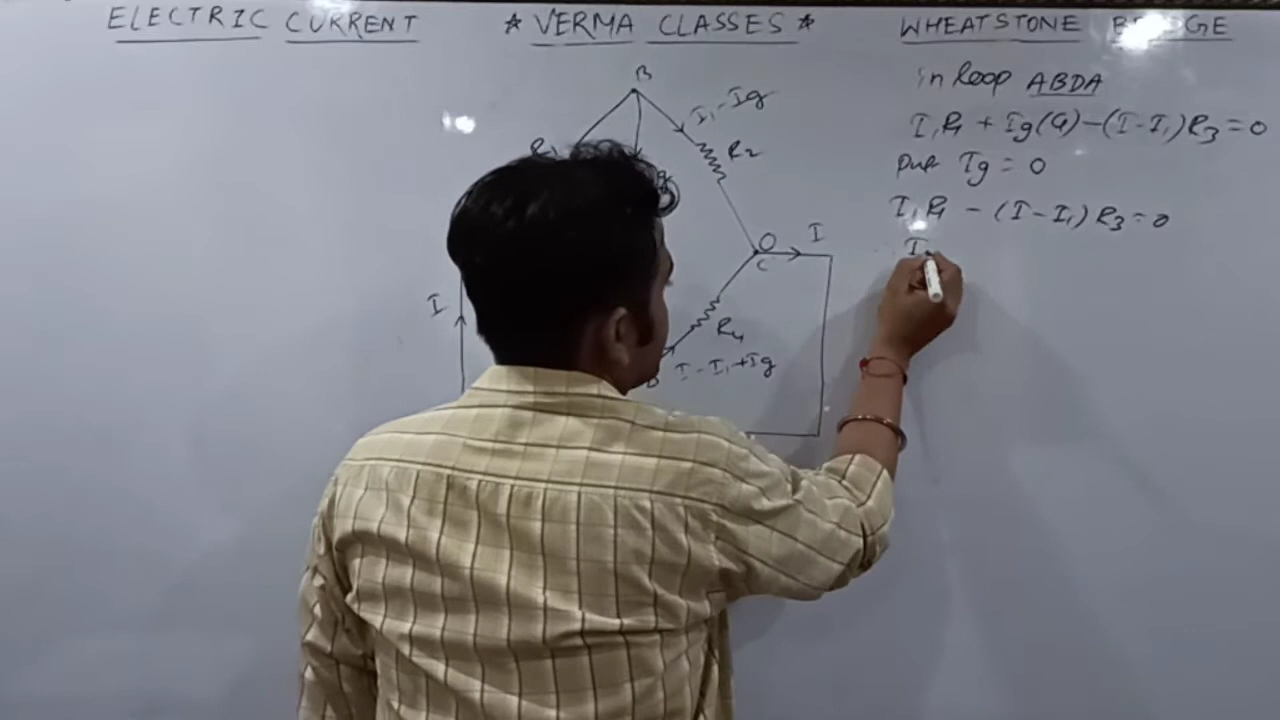 ELECTRIC CURRENT
★ VERMA CLASSES ★
WHEATSTONE
In loop ABDA
I₁R₁ + Ig(G) - (I-I₁)R₃ = 0
Put Ig = 0
I₁R₁ - (I-I₁)R₃ = 0
I
B
I₁-Ig
R₁
R₂
g
C
I
I
R₄
D
I-I₁+Ig